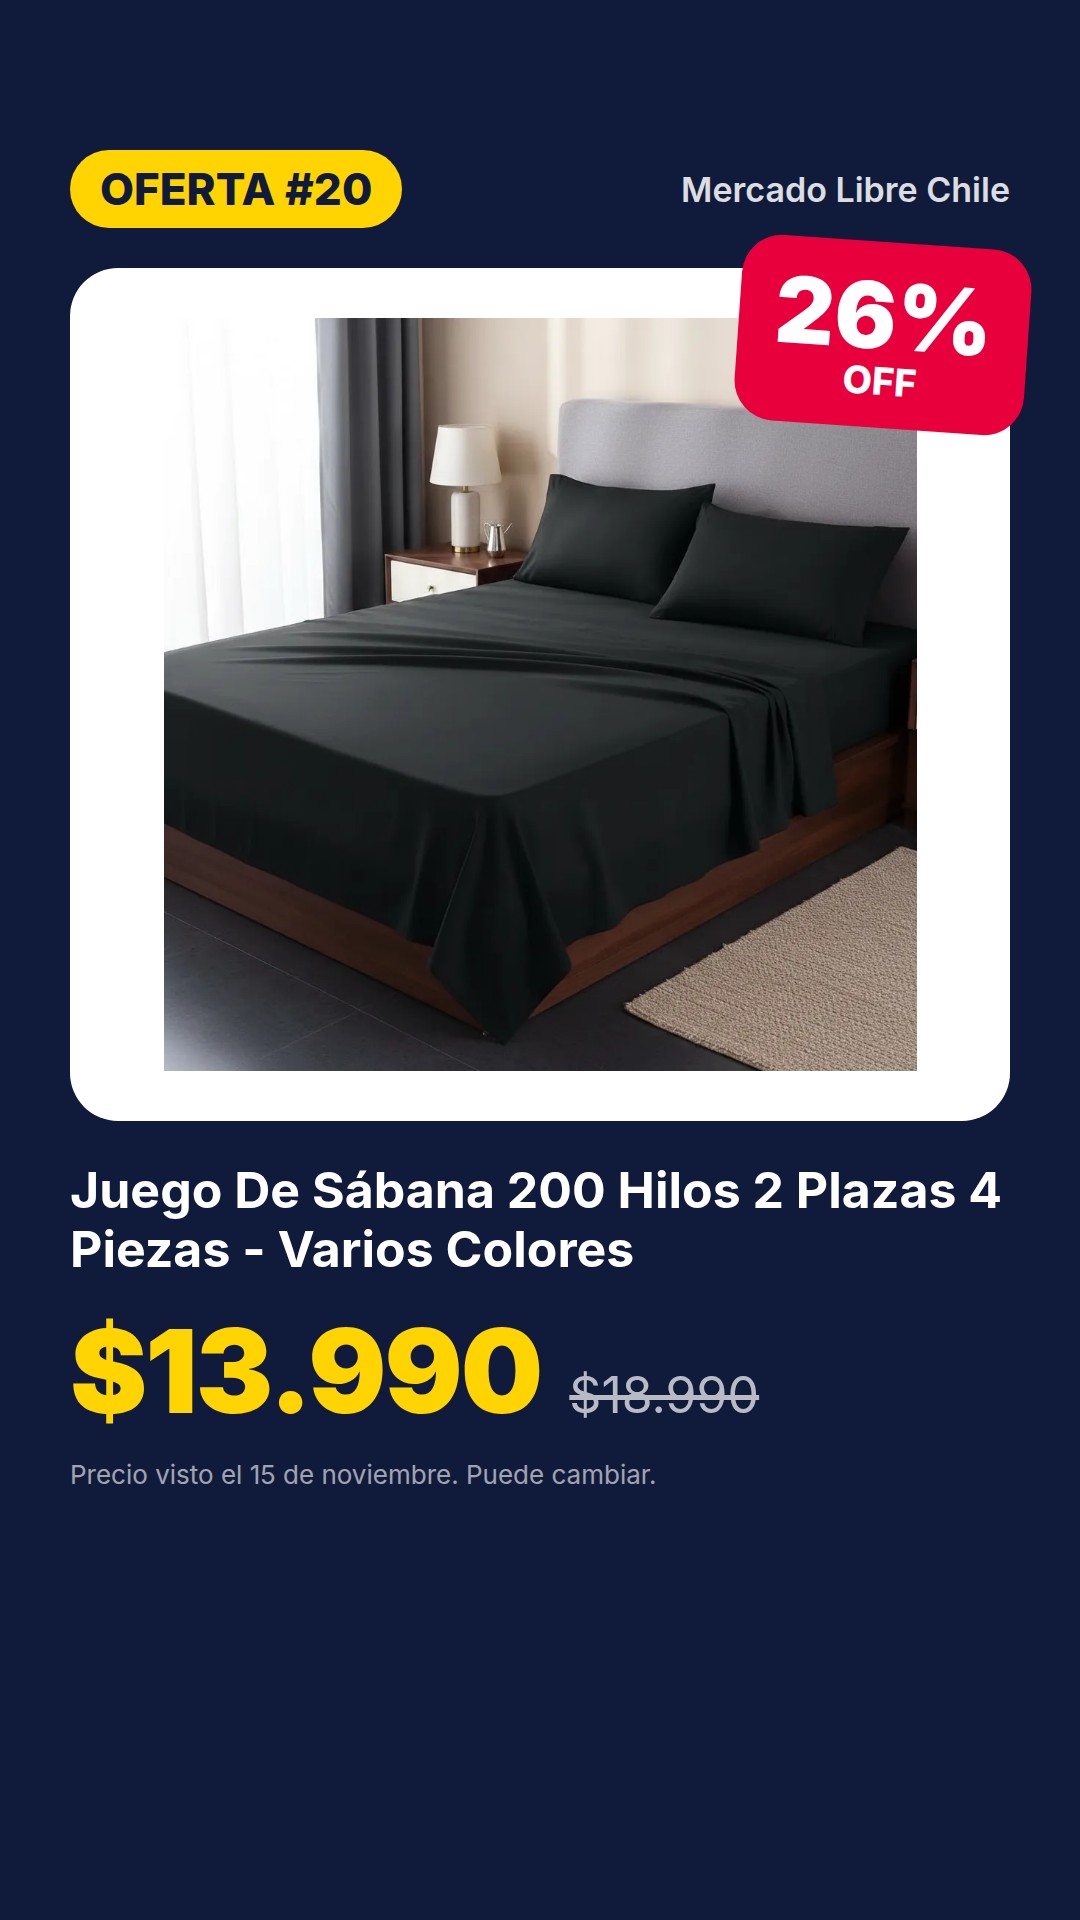 OFERTA #20
Mercado Libre Chile
26%
OFF
Juego De Sábana 200 Hilos 2 Plazas 4
Piezas - Varios Colores
$13.990 $18.990
Precio visto el 15 de noviembre. Puede cambiar.